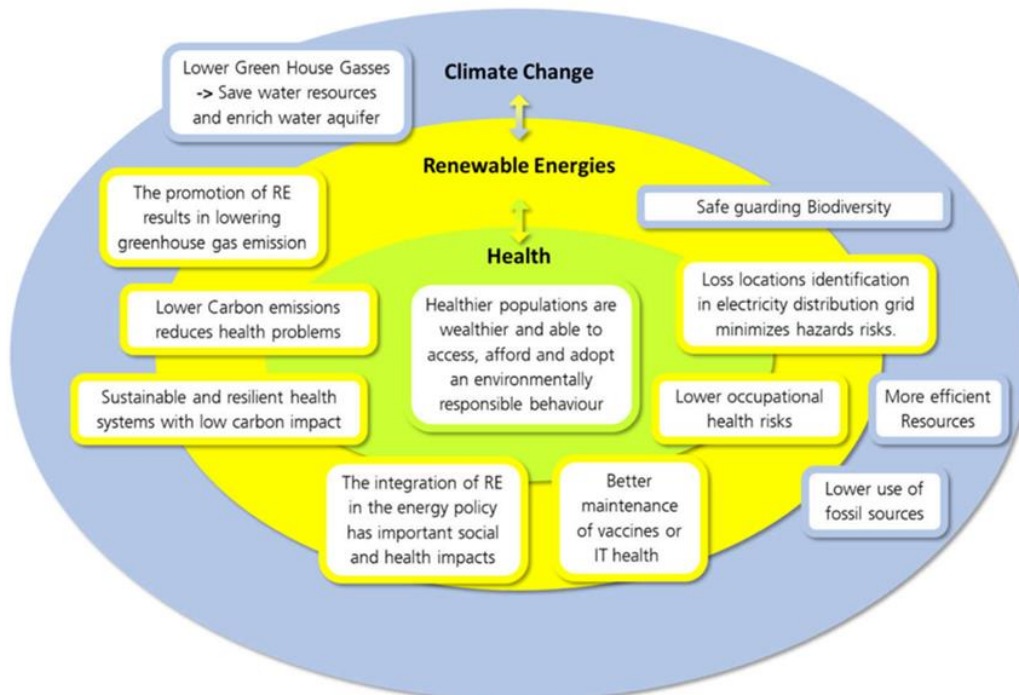 Climate Change
Lower Green House Gasses
-> Save water resources
and enrich water aquifer
Renewable Energies
The promotion of RE
results in lowering
greenhouse gas emission
Safe guarding Biodiversity
Health
Lower Carbon emissions
reduces health problems
Healthier populations are
wealthier and able to
access, afford and adopt
an environmentally
responsible behaviour
Loss locations identification
in electricity distribution grid
minimizes hazards risks.
Sustainable and resilient health
systems with low carbon impact
Lower occupational
health risks
More efficient
Resources
The integration of RE
in the energy policy
has important social
and health impacts
Better
maintenance
of vaccines or
IT health
Lower use of
fossil sources